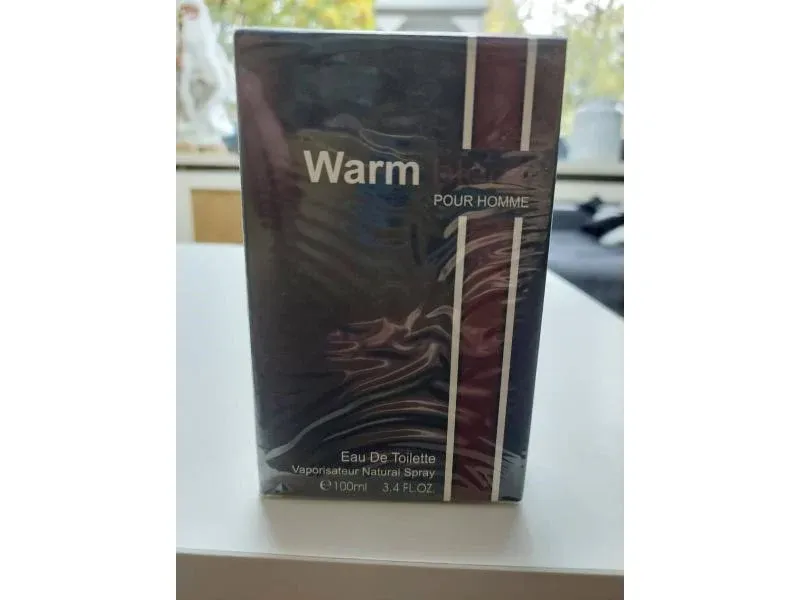 Warm
POUR HOMME
Eau De Toilette
Vaporisateur Natural Spray
℮100ml 3.4 FL.OZ.